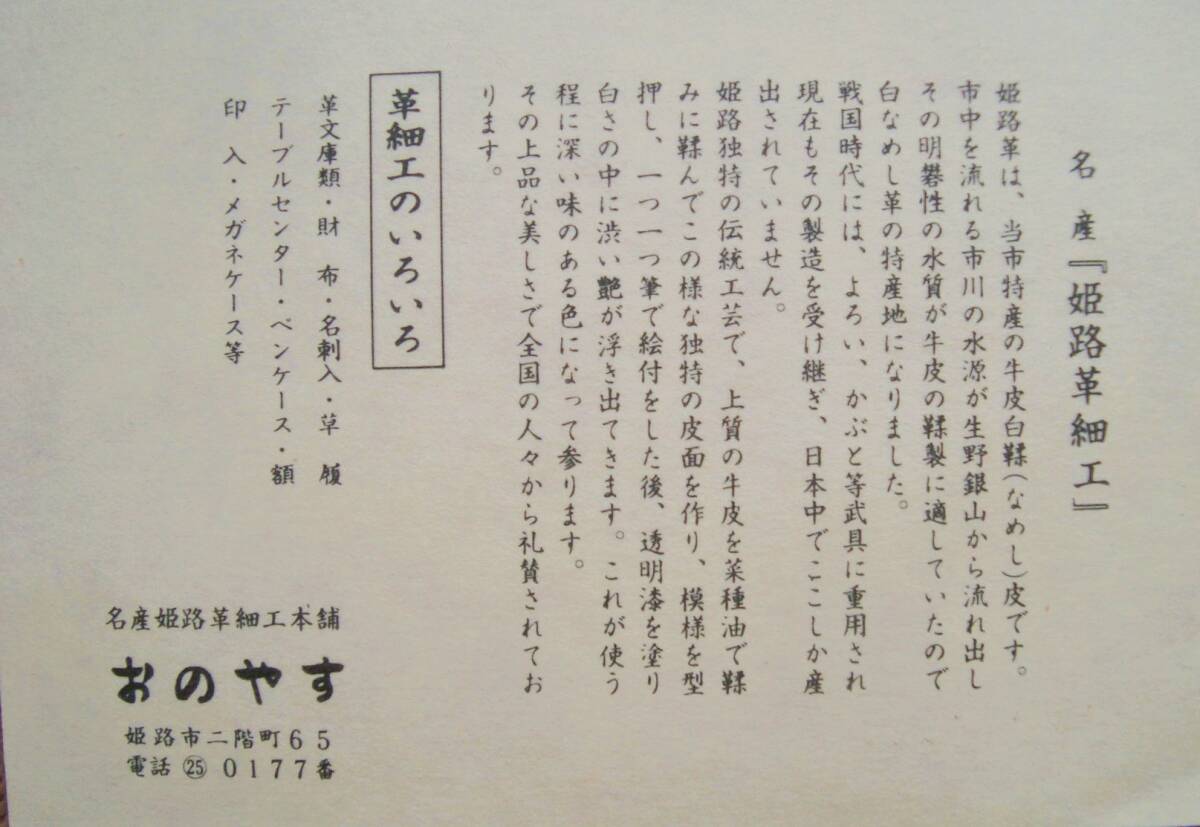 名産『姫路革細工』
姫路革は、当市特産の牛皮白鞣(なめし)皮です。
市中を流れる市川の水源が生野銀山から流れ出し
その明礬性の水質が牛皮の鞣製に適していたので
白なめし革の特産地になりました。
戦国時代には、よろい、かぶと等武具に重用され
現在もその製造を受け継ぎ、日本中でここしか産
出されていません。
姫路独特の伝統工芸で、上質の牛皮を菜種油で鞣
みに鞣んでこの様な独特の皮面を作り、模様を型
押し、一つ一つ筆で絵付をした後、透明漆を塗り
白さの中に渋い艶が浮き出てきます。これが使う
程に深い味のある色になって参ります。
その上品な美しさで全国の人々から礼賛されてお
ります。
革細工のいろいろ
革文庫類・財 布・名刺入・草 履
テーブルセンター・ペンケース・額
印 入・メガネケース等
名産姫路革細工本舗
おのやす
姫路市二階町65
電話㉕0177番